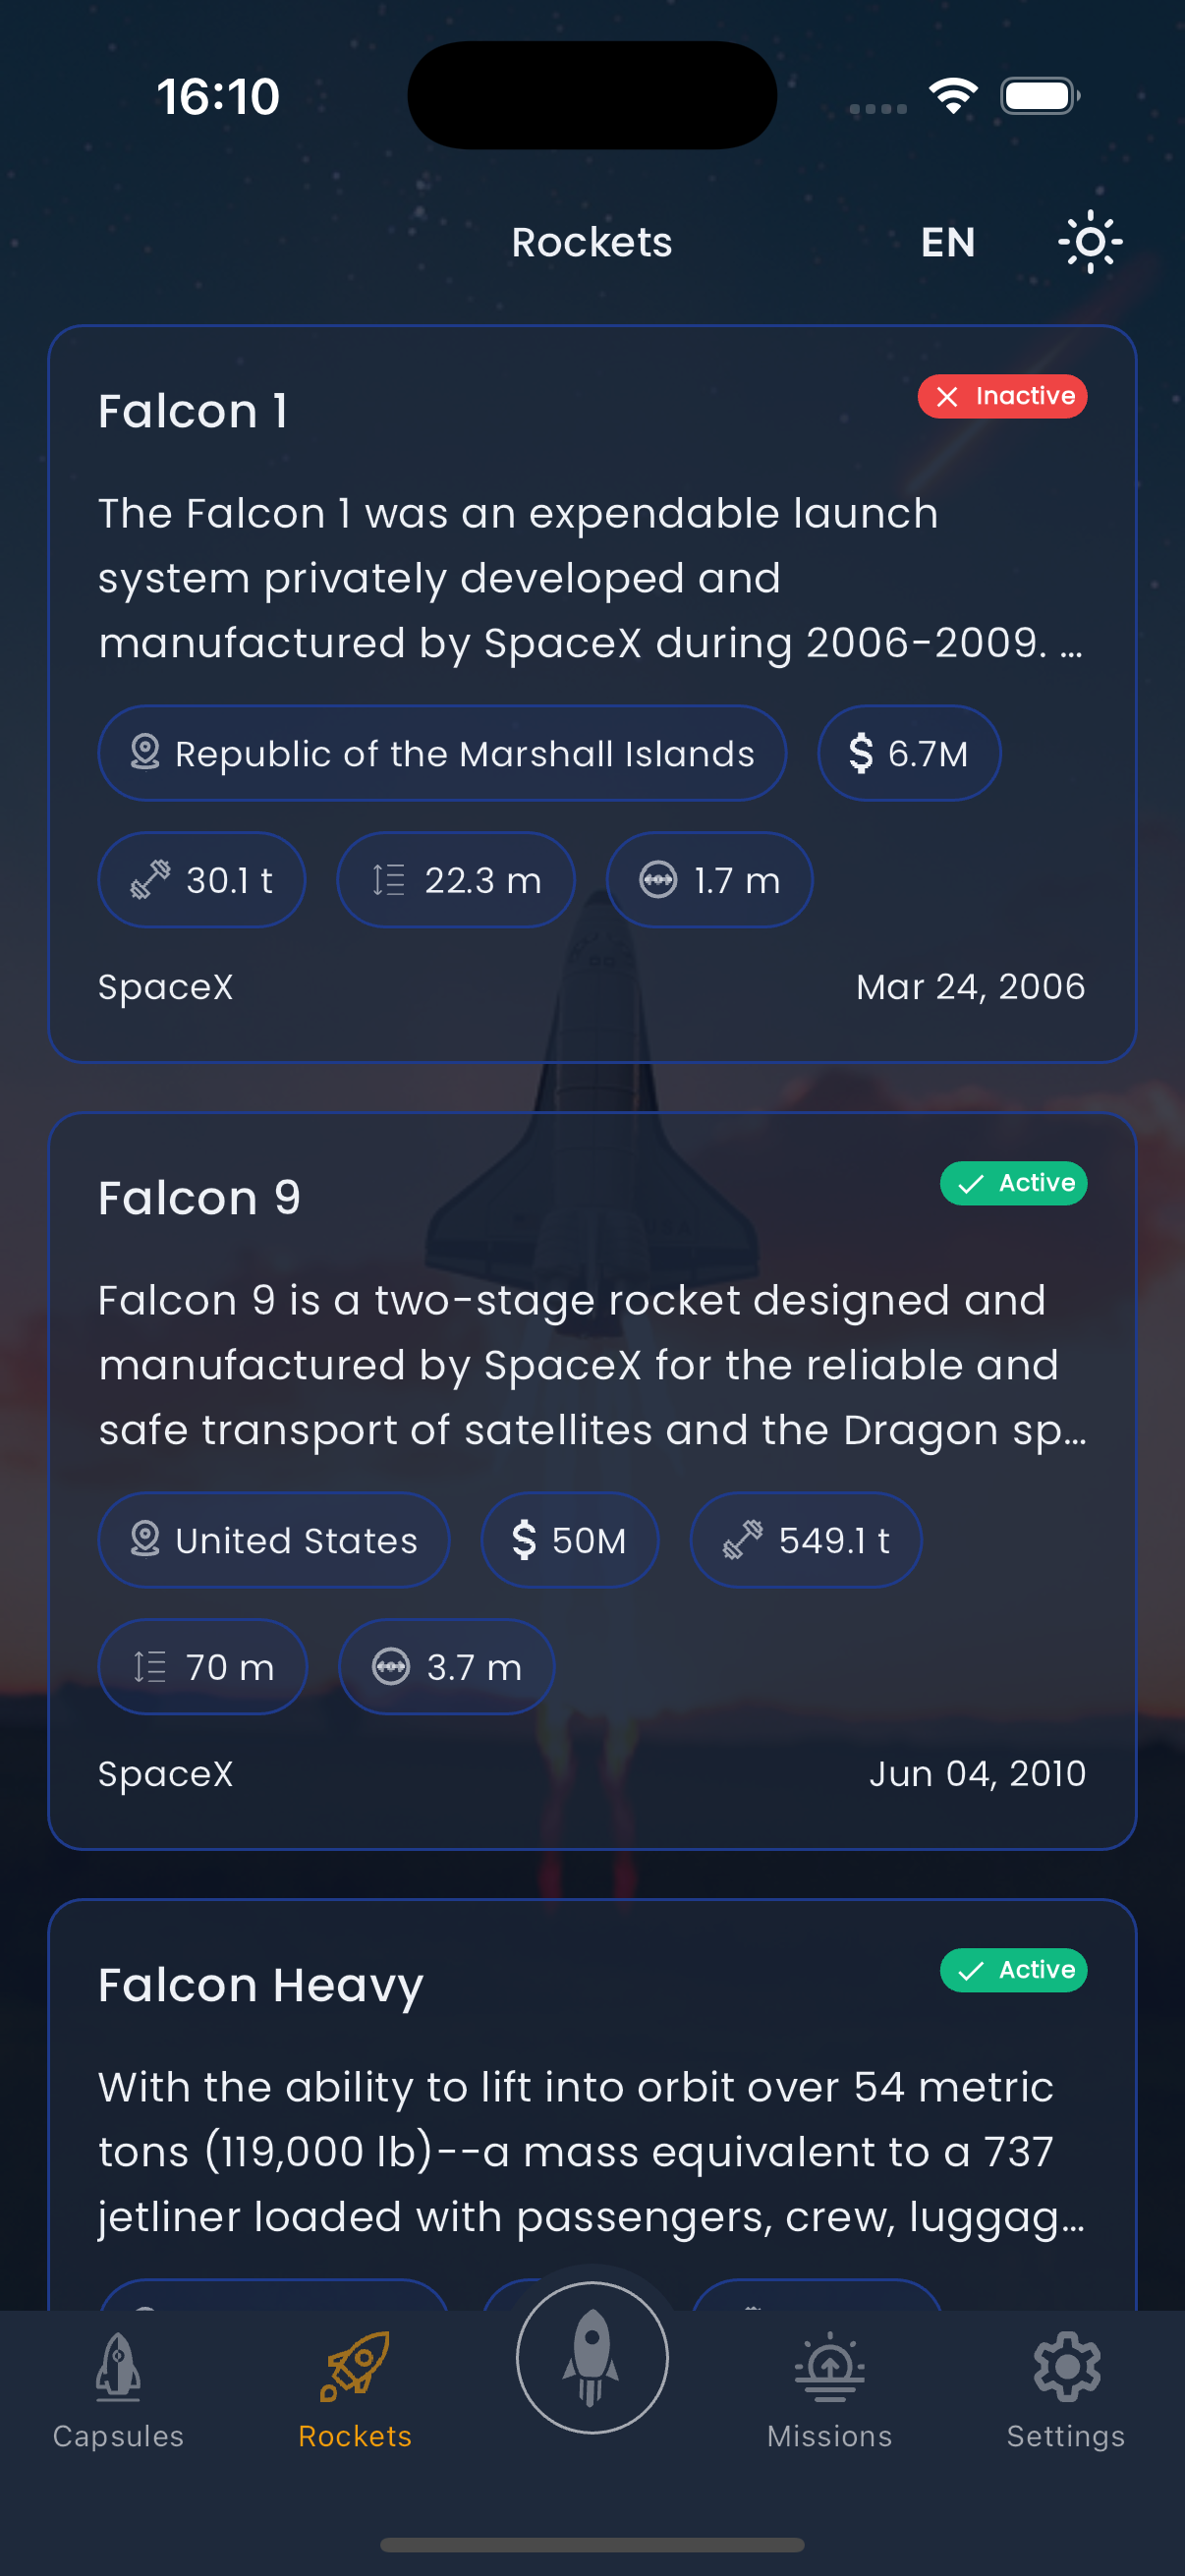 16:10
Rockets
EN
Falcon 1
Inactive
The Falcon 1 was an expendable launch
system privately developed and
manufactured by SpaceX during 2006-2009. ...
Republic of the Marshall Islands
$ 6.7M
30.1 t
22.3 m
1.7 m
SpaceX
Mar 24, 2006
Falcon 9
Active
Falcon 9 is a two-stage rocket designed and
manufactured by SpaceX for the reliable and
safe transport of satellites and the Dragon sp...
United States
$ 50M
549.1 t
70 m
3.7 m
SpaceX
Jun 04, 2010
Falcon Heavy
Active
With the ability to lift into orbit over 54 metric
tons (119,000 lb)--a mass equivalent to a 737
jetliner loaded with passengers, crew, luggag...
Capsules
Rockets
Missions
Settings